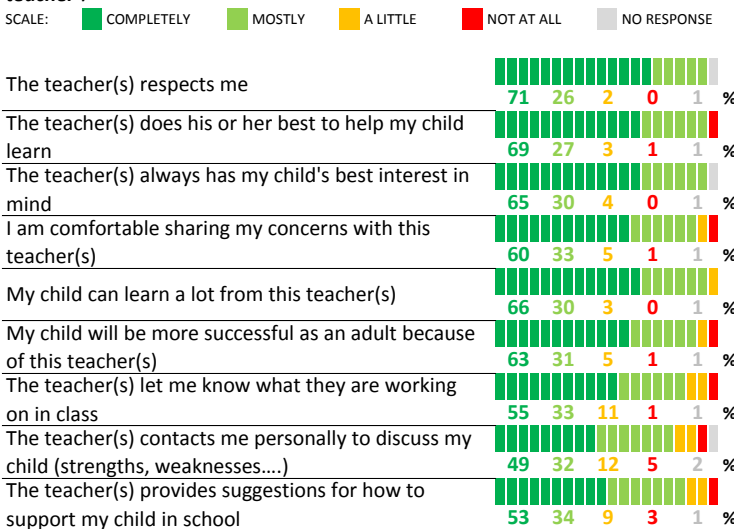 SCALE: COMPLETELY MOSTLY A LITTLE NOT AT ALL NO RESPONSE
The teacher(s) respects me
71 26 2 0 1 %
The teacher(s) does his or her best to help my child
learn
69 27 3 1 1 %
The teacher(s) always has my child's best interest in
mind
65 30 4 0 1 %
I am comfortable sharing my concerns with this
teacher(s)
60 33 5 1 1 %
My child can learn a lot from this teacher(s)
66 30 3 0 1 %
My child will be more successful as an adult because
of this teacher(s)
63 31 5 1 1 %
The teacher(s) let me know what they are working
on in class
55 33 11 1 1 %
The teacher(s) contacts me personally to discuss my
child (strengths, weaknesses....)
49 32 12 5 2 %
The teacher(s) provides suggestions for how to
support my child in school
53 34 9 3 1 %